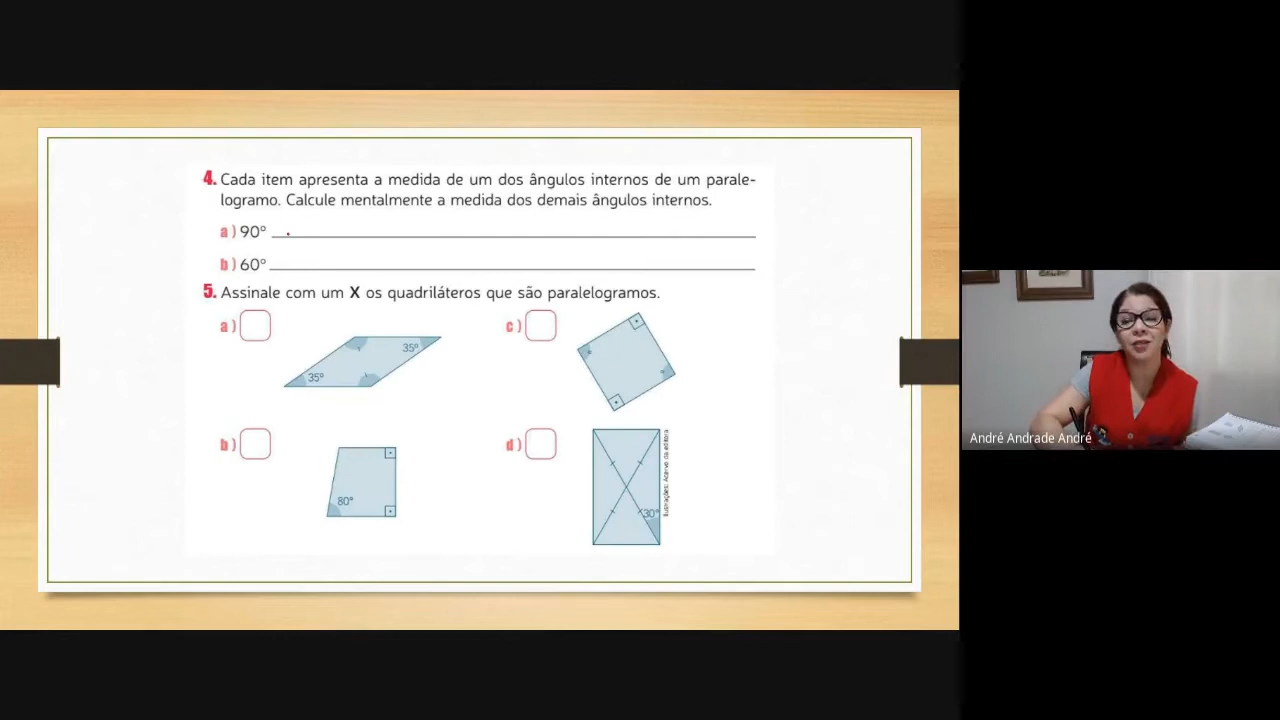 4. Cada item apresenta a medida de um dos ângulos internos de um parale-
logramo. Calcule mentalmente a medida dos demais ângulos internos.
a) 90°
b) 60°
5. Assinale com um X os quadriláteros que são paralelogramos.
a)
35°
35°
c)
b)
80°
d)
30°
Ilustrações: Acervo da editora
André Andrade André